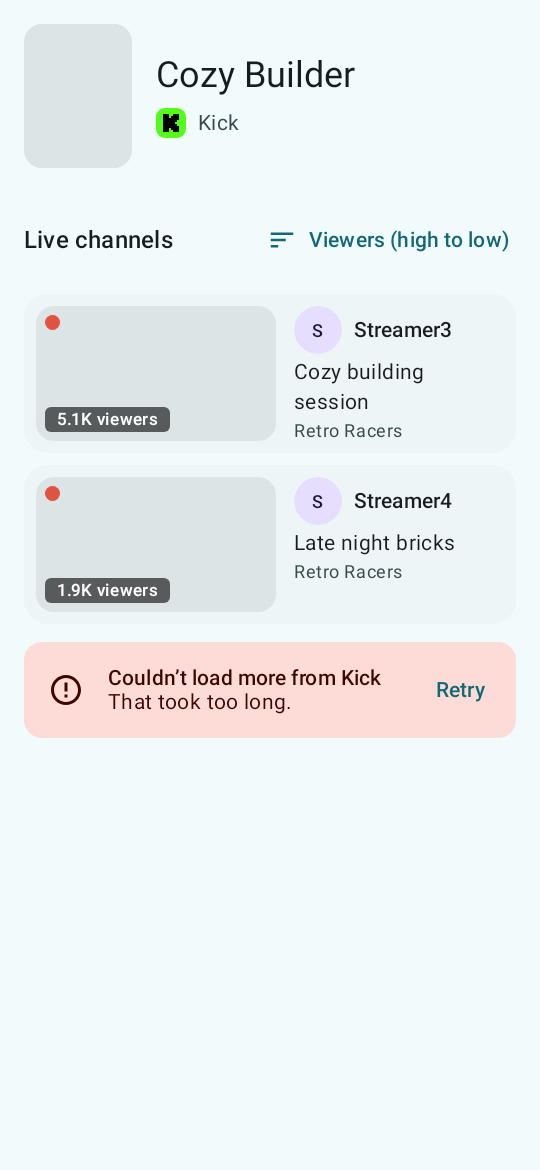 Cozy Builder
Kick
Live channels
Viewers (high to low)
S
Streamer3
Cozy building
session
Retro Racers
5.1K viewers
S
Streamer4
Late night bricks
Retro Racers
1.9K viewers
Couldn’t load more from Kick
That took too long.
Retry